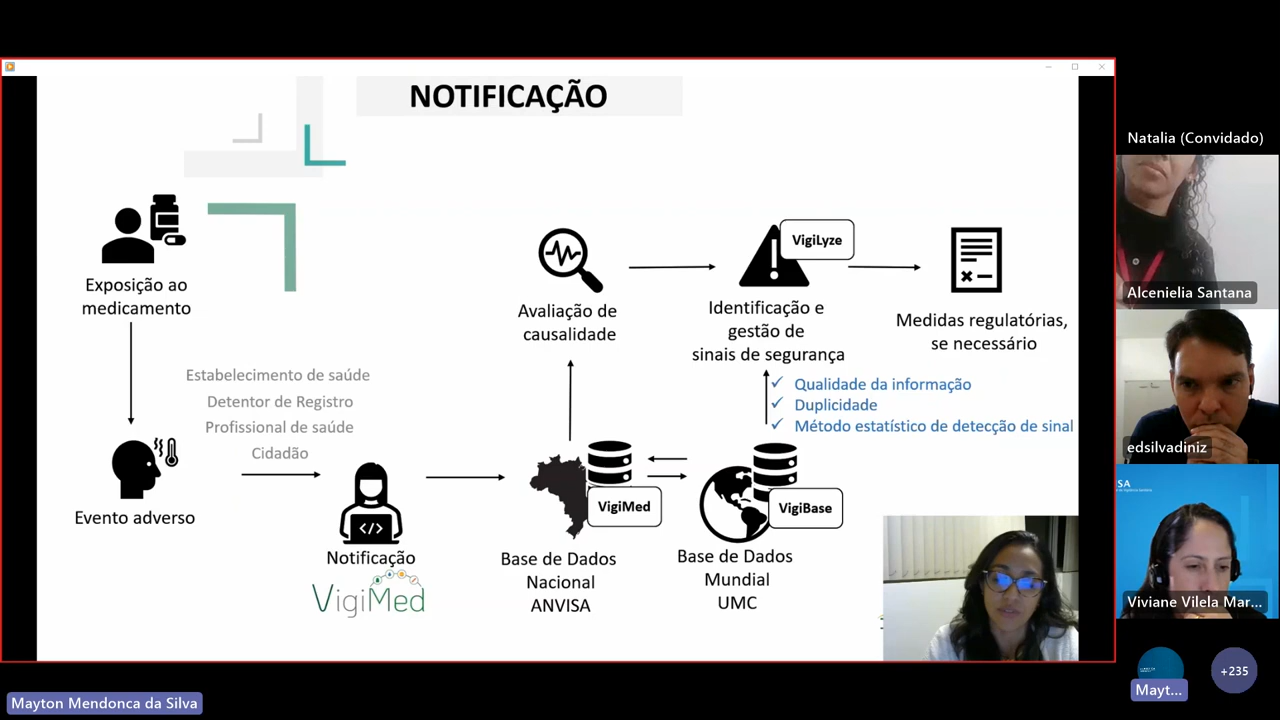 NOTIFICAÇÃO
Exposição ao
medicamento
Evento adverso
Estabelecimento de saúde
Detentor de Registro
Profissional de saúde
Cidadão
Notificação
VigiMed
Avaliação de
causalidade
VigiMed
Base de Dados
Nacional
ANVISA
VigiBase
Base de Dados
Mundial
UMC
VigiLyze
Identificação e
gestão de
sinais de segurança
Qualidade da informação
Duplicidade
Método estatístico de detecção de sinal
Medidas regulatórias,
se necessário
Natalia (Convidado)
Alcenielia Santana
edsilvadiniz
Viviane Vilela Mar...
Mayt...
+235
Mayton Mendonca da Silva